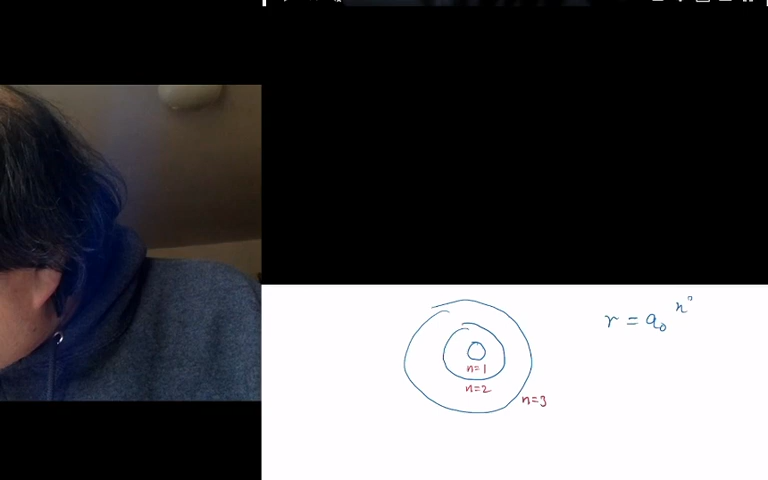 r = a₀ n²
n=1
n=2
n=3